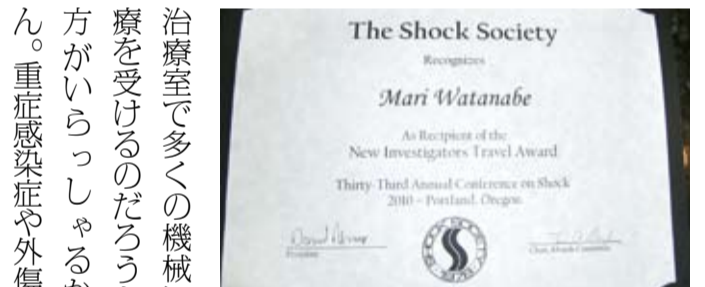 治療室で多くの機械
療を受けるのだろう
方がいらっしゃるか
ん。重症感染症や外傷
The Shock Society
Recognizes
Mari Watanabe
As Recipient of the
New Investigators Travel Award
Thirty-Third Annual Conference on Shock
2010 – Portland, Oregon
President
SHOCK SOCIETY